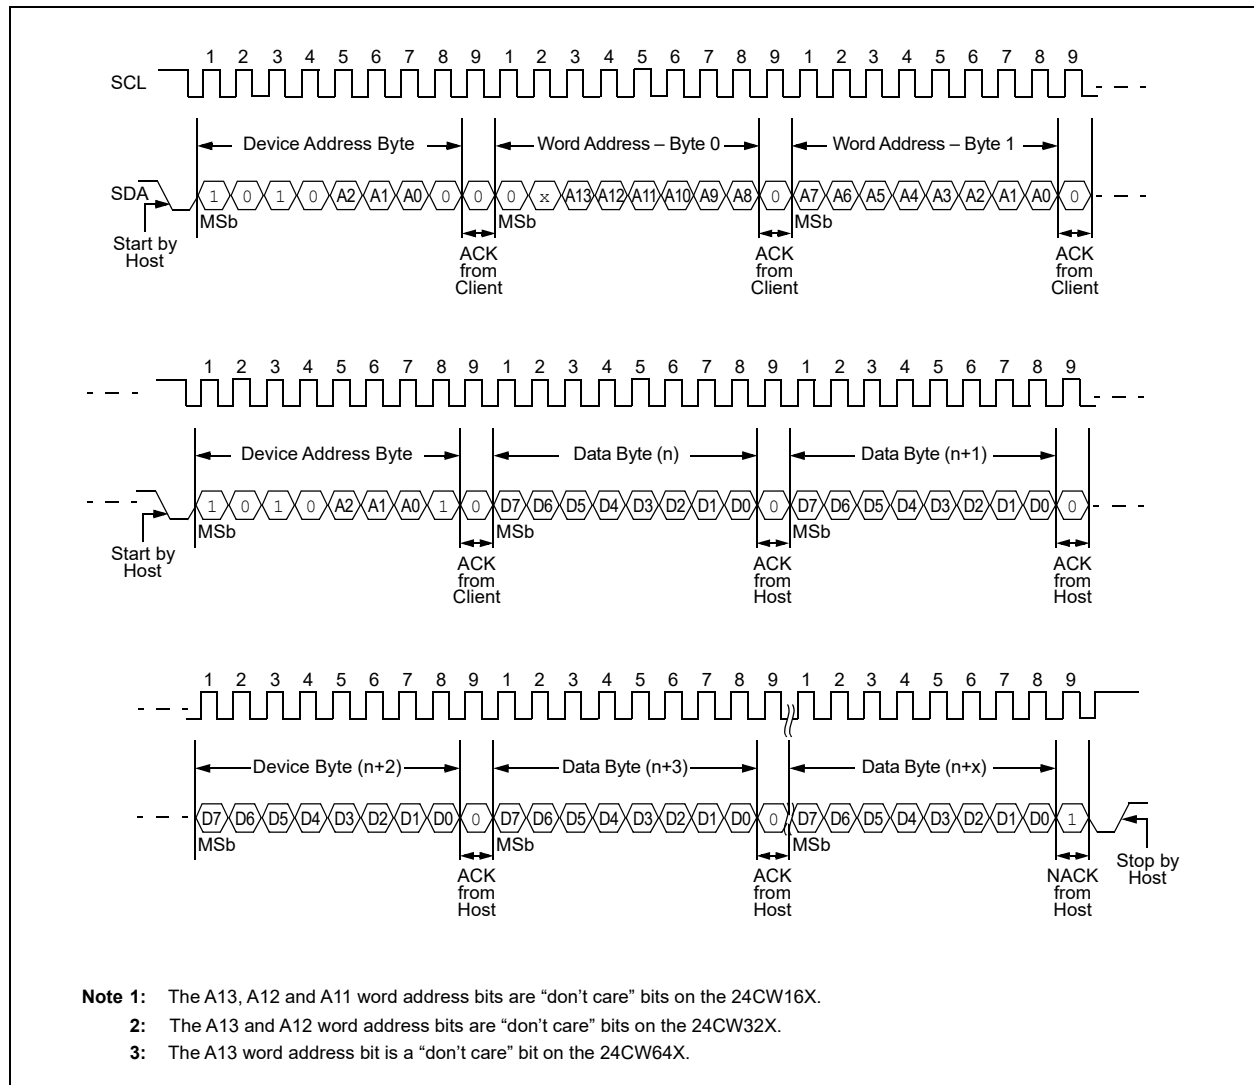 1 2 3 4 5 6 7 8 9 1 2 3 4 5 6 7 8 9 1 2 3 4 5 6 7 8 9
SCL
Device Address Byte Word Address – Byte 0 Word Address – Byte 1
SDA 1 0 1 0 A2 A1 A0 0 0 0 x A13 A12 A11 A10 A9 A8 0 A7 A6 A5 A4 A3 A2 A1 A0 0
MSb MSb MSb
Start by
Host
ACK
from
Client
ACK
from
Client
ACK
from
Client
1 2 3 4 5 6 7 8 9 1 2 3 4 5 6 7 8 9 1 2 3 4 5 6 7 8 9
Device Address Byte Data Byte (n) Data Byte (n+1)
1 0 1 0 A2 A1 A0 1 0 D7 D6 D5 D4 D3 D2 D1 D0 0 D7 D6 D5 D4 D3 D2 D1 D0 0
MSb MSb MSb
Start by
Host
ACK
from
Client
ACK
from
Host
ACK
from
Host
1 2 3 4 5 6 7 8 9 1 2 3 4 5 6 7 8 9 1 2 3 4 5 6 7 8 9
Device Byte (n+2) Data Byte (n+3) Data Byte (n+x)
D7 D6 D5 D4 D3 D2 D1 D0 0 D7 D6 D5 D4 D3 D2 D1 D0 0 D7 D6 D5 D4 D3 D2 D1 D0 1
MSb MSb MSb
ACK
from
Host
ACK
from
Host
NACK
from
Host
Stop by
Host
Note 1: The A13, A12 and A11 word address bits are “don’t care” bits on the 24CW16X.
2: The A13 and A12 word address bits are “don’t care” bits on the 24CW32X.
3: The A13 word address bit is a “don’t care” bit on the 24CW64X.